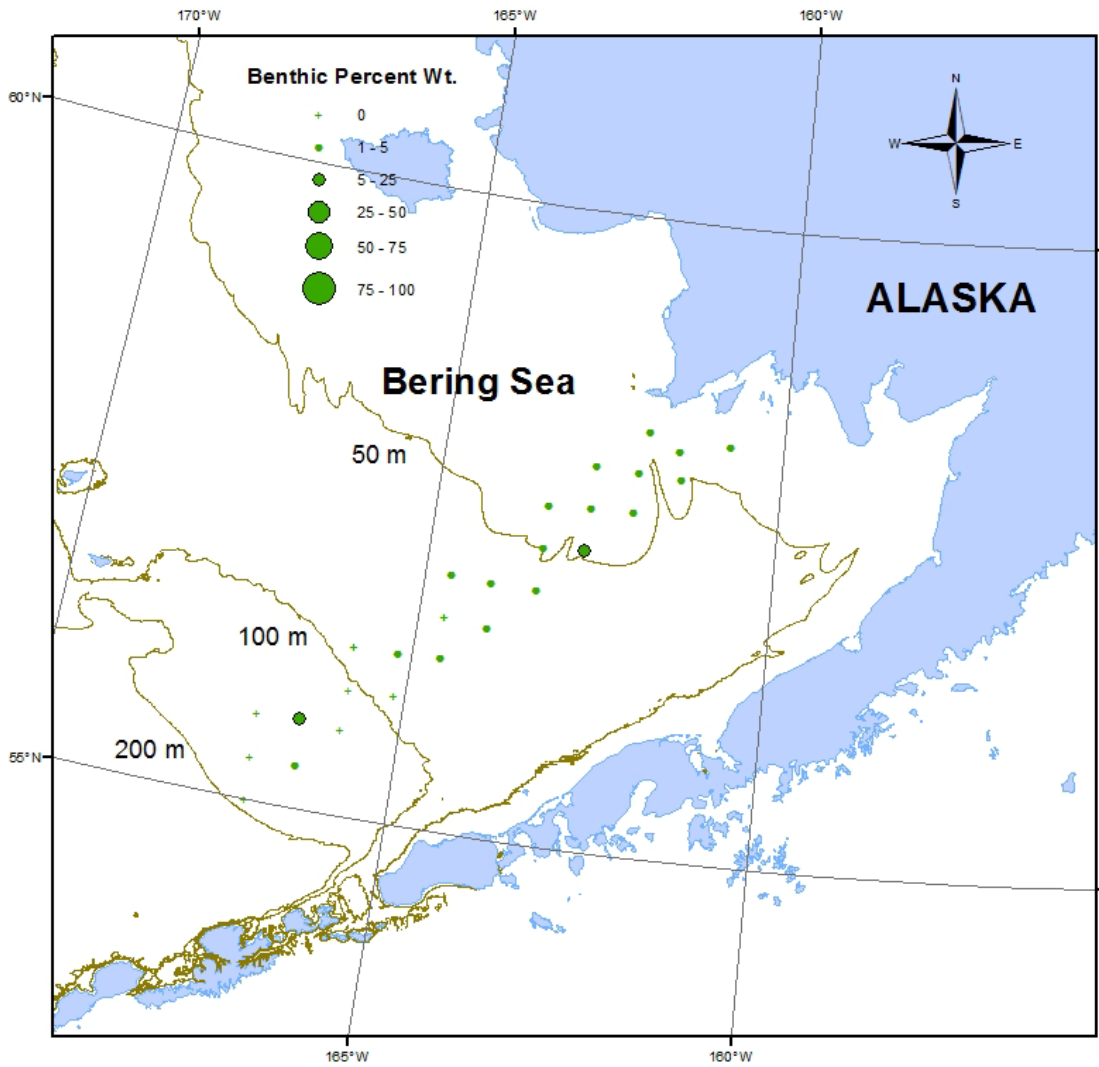 170°W
165°W
160°W
60°N
Benthic Percent Wt.
0
1 - 5
5 - 25
25 - 50
50 - 75
75 - 100
N
W
E
S
ALASKA
Bering Sea
50 m
100 m
200 m
55°N
165°W
160°W